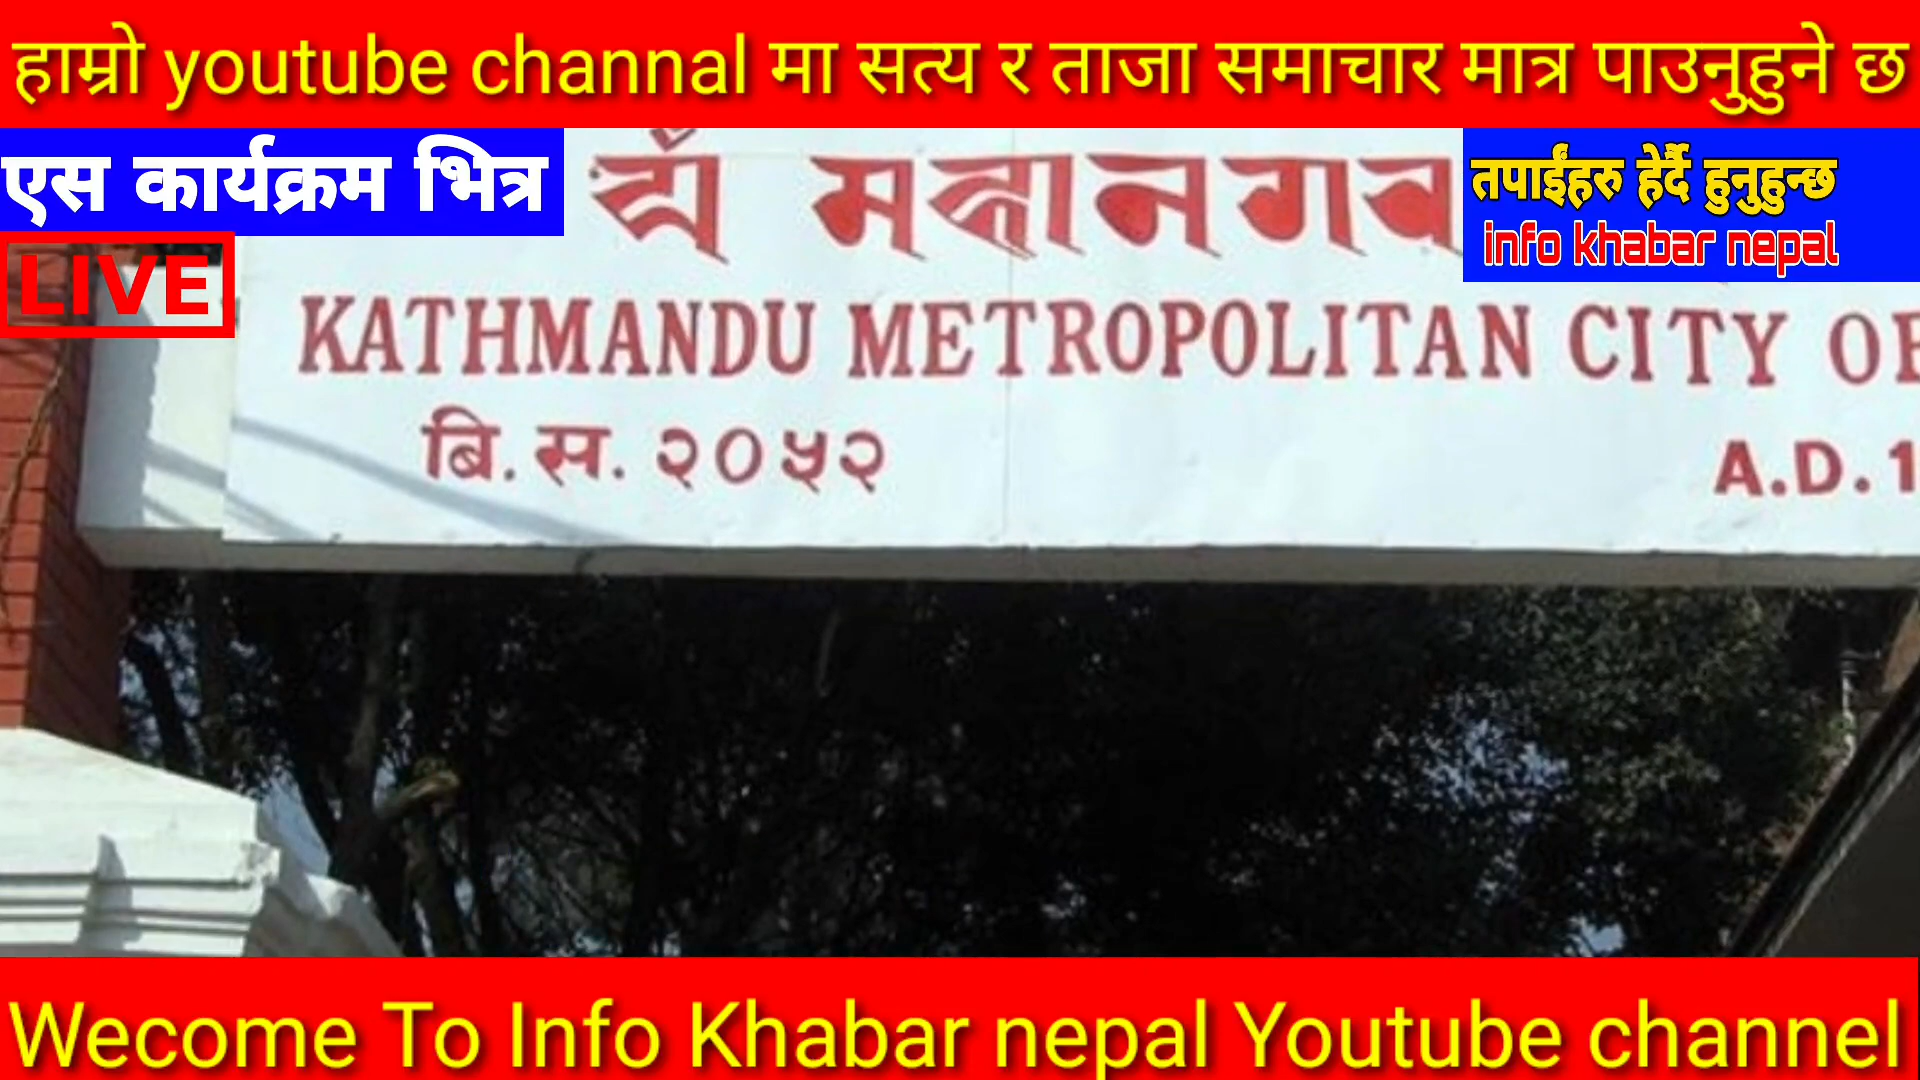 हाम्रो youtube channal मा सत्य र ताजा समाचार मात्र पाउनुहुने छ
एस कार्यक्रम भित्र
तपाईंहरु हेर्दै हुनुहुन्छ
info khabar nepal
LIVE
KATHMANDU METROPOLITAN CITY
बि.स. २०५२
A.D.1
Wecome To Info Khabar nepal Youtube channel